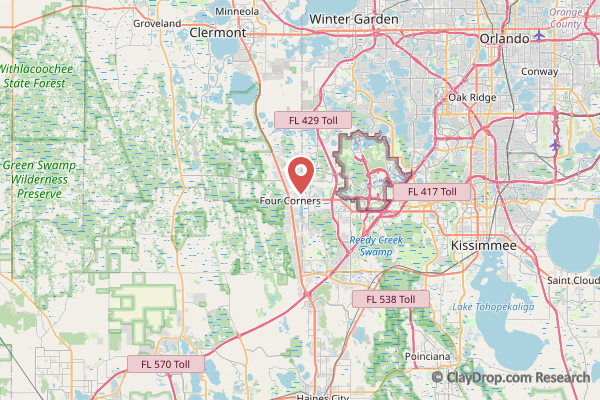 Minneola
Winter Garden
Orange
County
Groveland
Clermont
Orlando
Withlacoochee
State Forest
Conway
Oak Ridge
FL 429 Toll
Green Swamp
Wilderness
Preserve
FL 417 Toll
Four Corners
Reedy Creek
Swamp
Kissimmee
Saint Cloud
FL 538 Toll
Lake Tohopekaliga
Poinciana
FL 570 Toll
© ClayDrop.com Research
Haines City